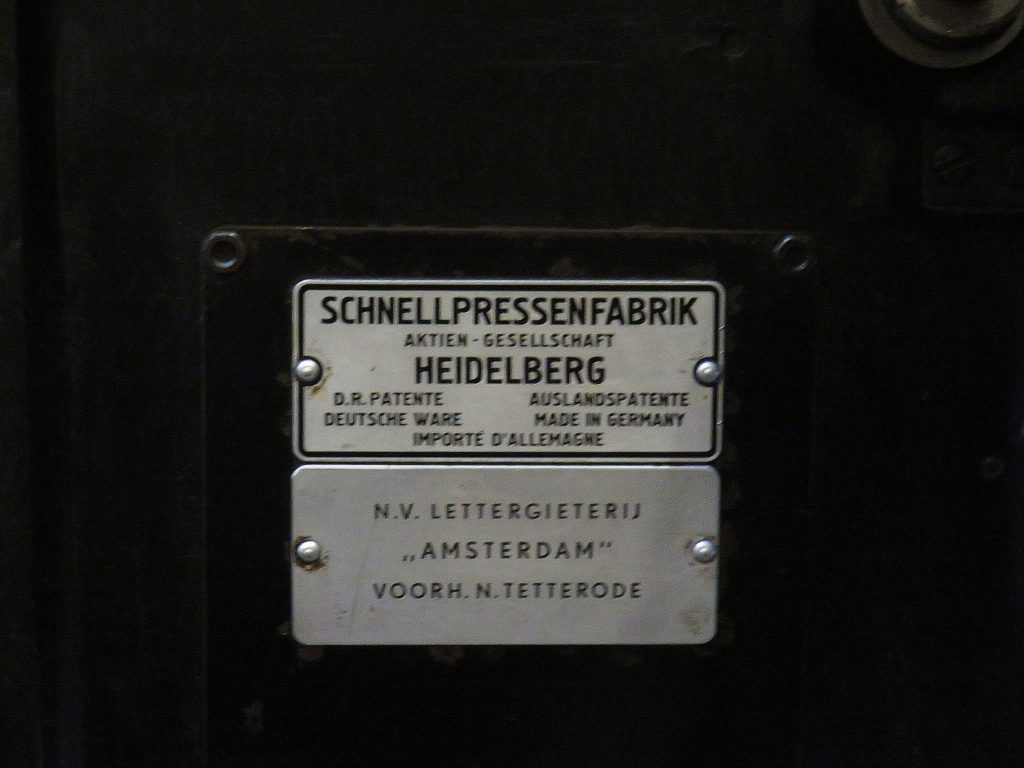 SCHNELLPRESSENFABRIK
AKTIEN-GESELLSCHAFT
HEIDELBERG
D.R. PATENTE AUSLANDSPATENTE
DEUTSCHE WARE MADE IN GERMANY
IMPORTÉ D'ALLEMAGNE
N.V. LETTERGIETERIJ
„AMSTERDAM"
VOORH. N. TETTERODE